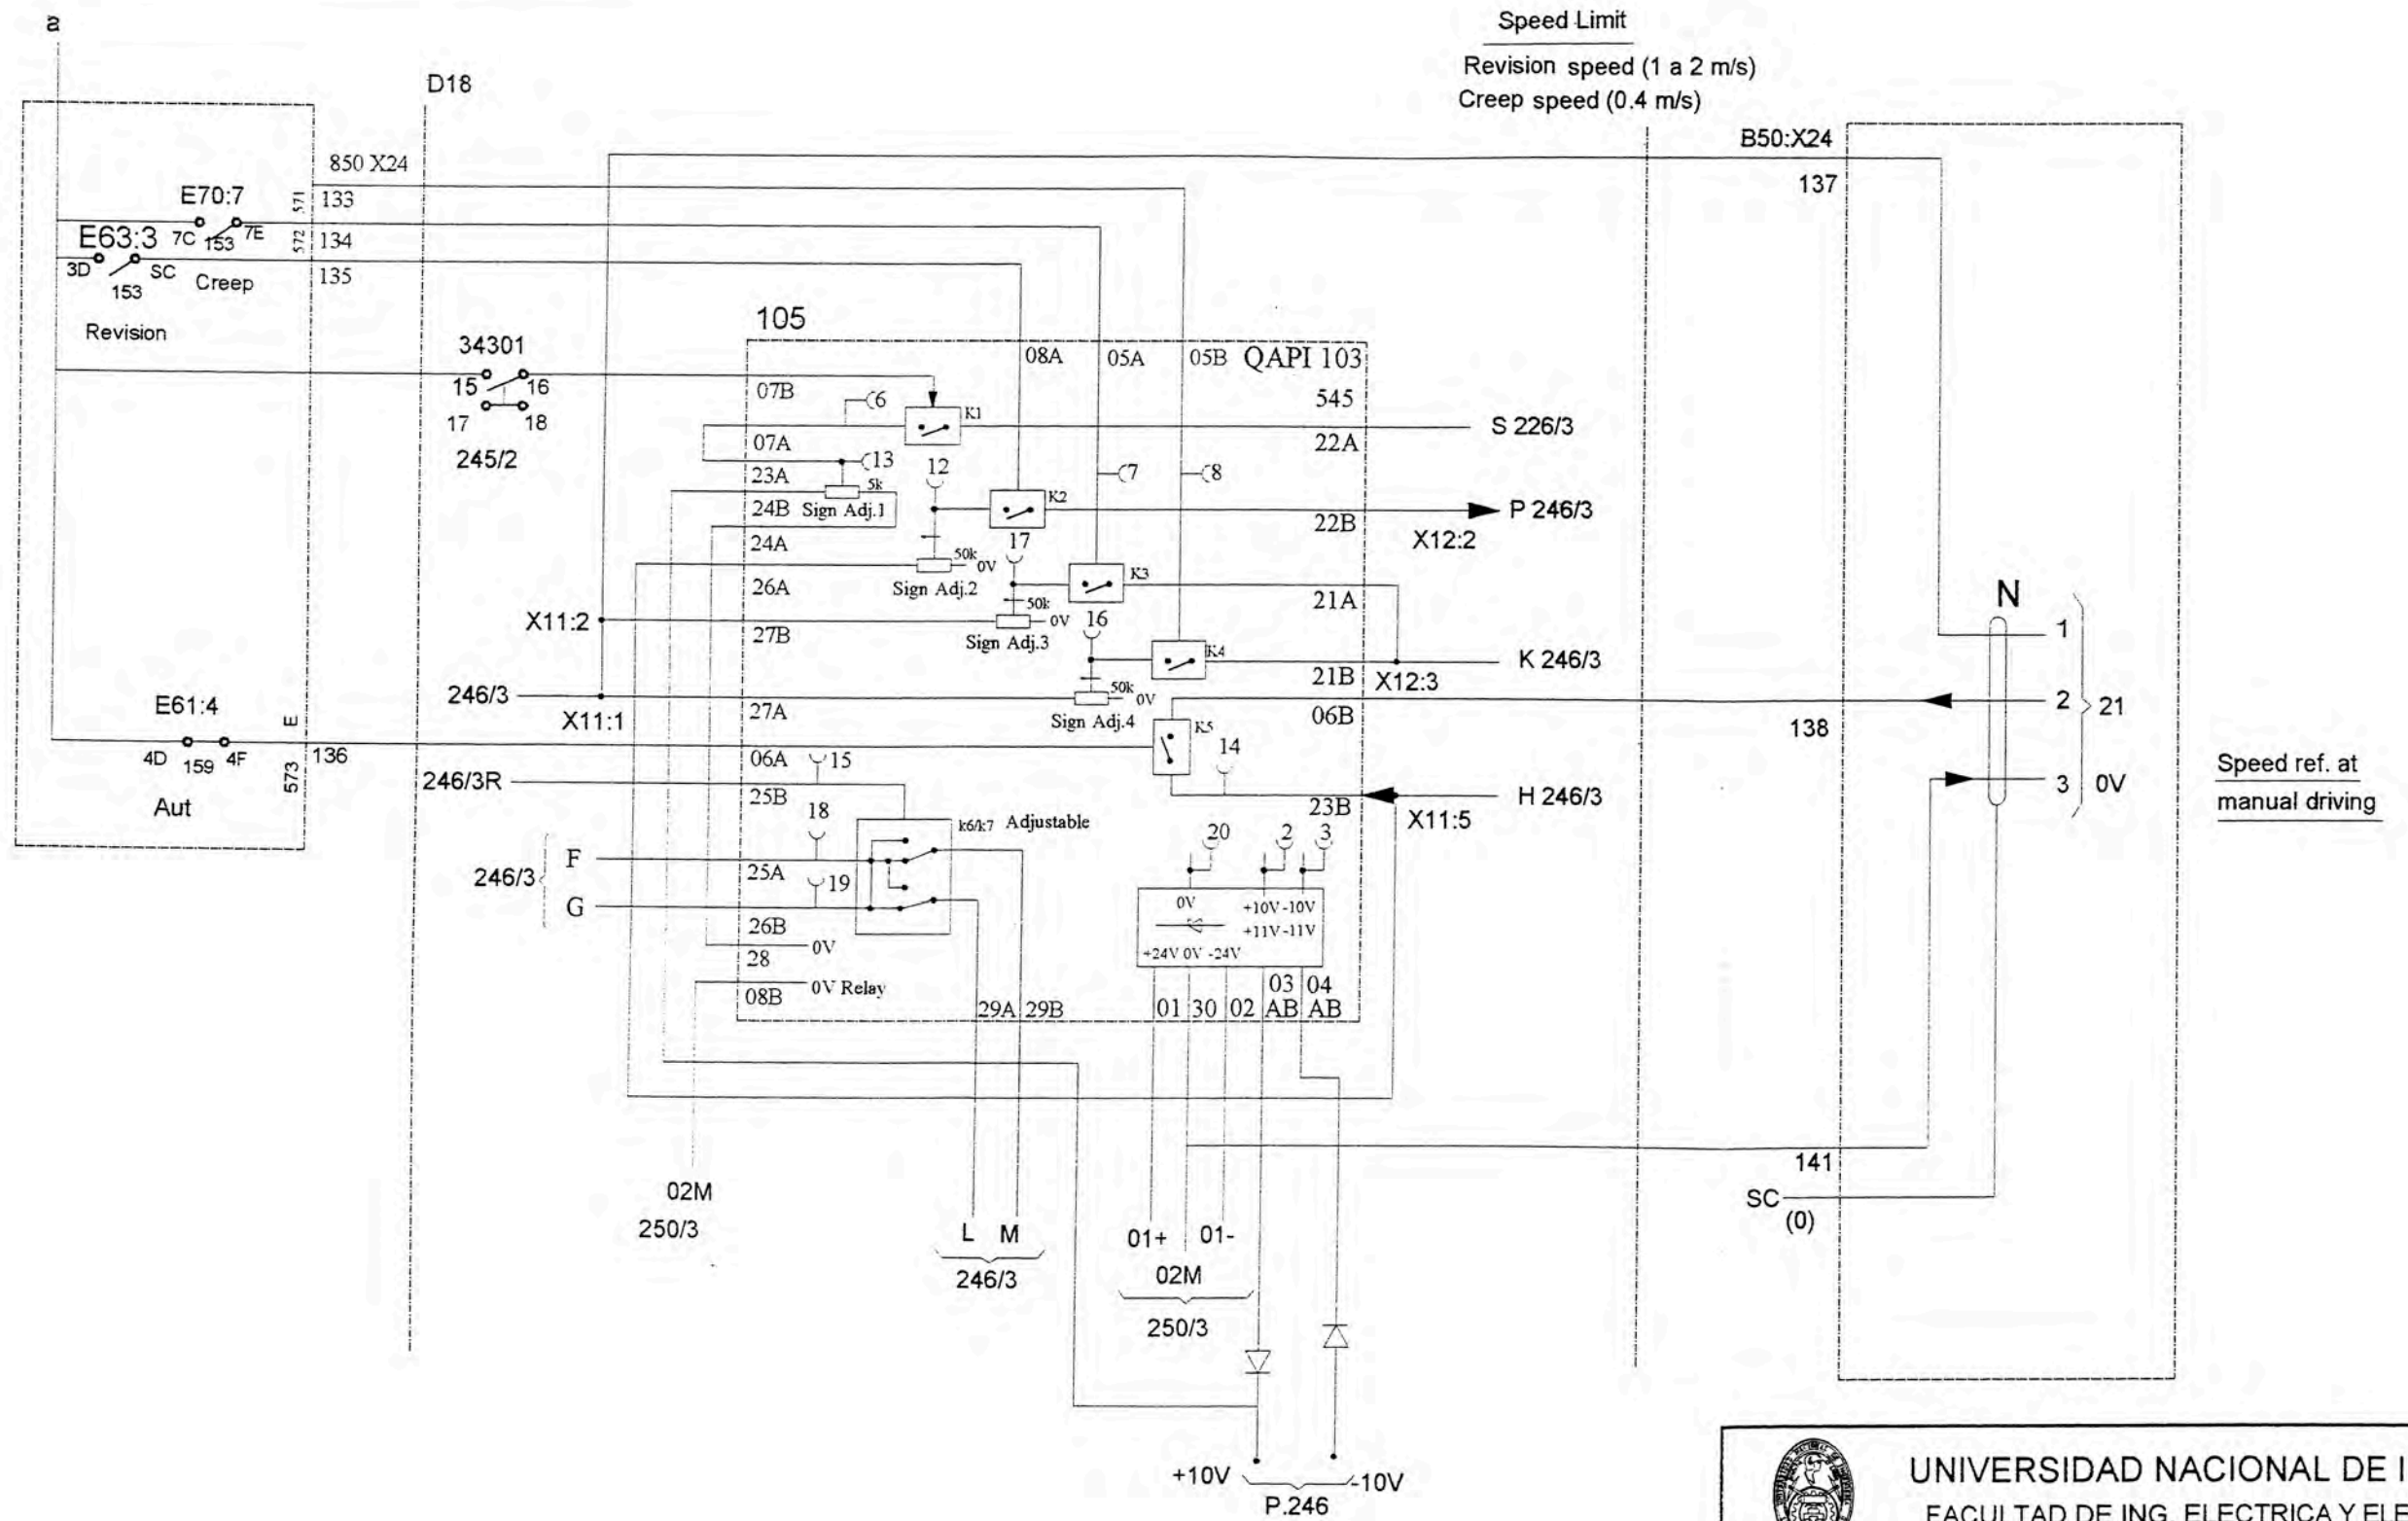 a
Speed Limit
Revision speed (1 a 2 m/s)
Creep speed (0.4 m/s)
D18
B50:X24
850 X24
137
E70:7
571
133
7C 153 7E
572
134
E63:3
3D SC
153
Creep
135
Revision
105
34301
15 16
17 18
245/2
08A 05A 05B QAPI 103
07B
545
6
K1
07A
22A
S 226/3
13
12
23A
5k
7
8
K2
24B Sign Adj.1
22B
P 246/3
X12:2
24A
17
50k 0V
K3
26A
Sign Adj.2
21A
X11:2
50k 0V
16
27B
Sign Adj.3
N
1
K4
21B
X12:3
K 246/3
246/3
50k 0V
X11:1
27A
Sign Adj.4
06B
138
2
21
E61:4
4D 159 4F
E
573
136
K5
14
06A
15
Aut
246/3R
25B
23B
H 246/3
X11:5
3 0V
Speed ref. at
manual driving
18
k6/k7 Adjustable
20
2
3
246/3
F
25A
19
G
26B
0V +10V -10V
+11V -11V
+24V 0V -24V
0V
28
0V Relay
08B
29A 29B
01 30 02
03 04
AB AB
02M
250/3
L M
246/3
01+ 01-
02M
250/3
141
SC
(0)
+10V -10V
P.246
UNIVERSIDAD NACIONAL DE I
FACULTAD DE ING. ELECTRICA Y ELE